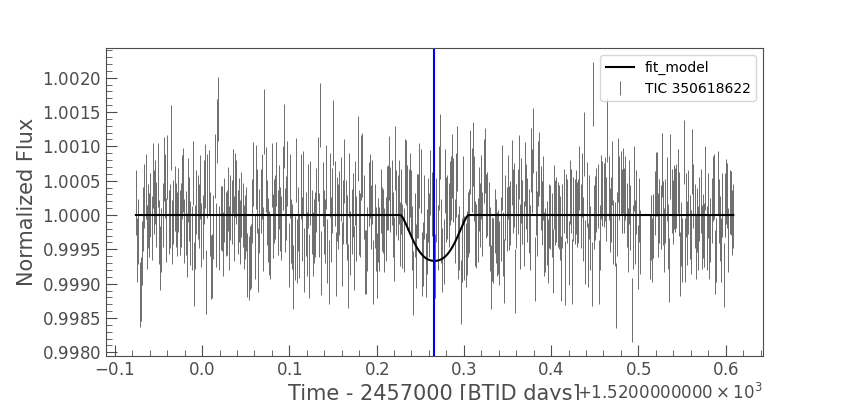 fit_model
TIC 350618622
Normalized Flux
1.0020
1.0015
1.0010
1.0005
1.0000
0.9995
0.9990
0.9985
0.9980
−0.1 0.0 0.1 0.2 0.3 0.4 0.5 0.6
Time - 2457000 [BTJD days]
+1.5200000000 × 10³